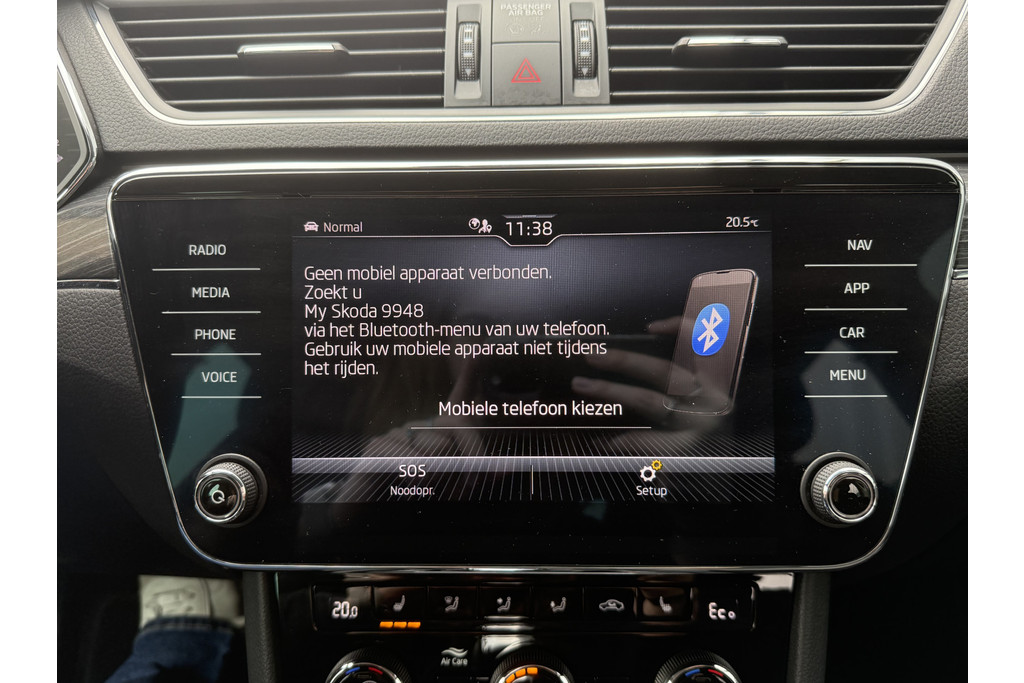 PASSENGER
AIR BAG
Normal
11:38
20.5°C
RADIO
MEDIA
PHONE
VOICE
Geen mobiel apparaat verbonden.
Zoekt u
My Skoda 9948
via het Bluetooth-menu van uw telefoon.
Gebruik uw mobiele apparaat niet tijdens
het rijden.
Mobiele telefoon kiezen
SOS
Noodopr.
Setup
NAV
APP
CAR
MENU
20.0
Eco
Air Care